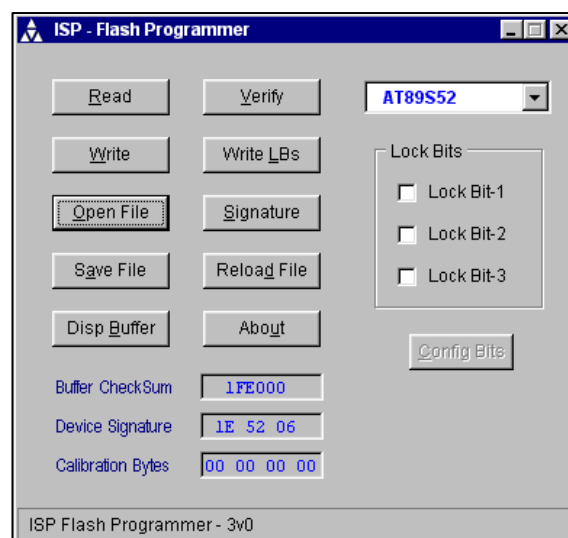 ISP - Flash Programmer
Read
Verify
AT89S52
Write
Write LBs
Lock Bits
Lock Bit-1
Open File
Signature
Lock Bit-2
Save File
Reload File
Lock Bit-3
Disp Buffer
About
Config Bits
Buffer CheckSum 1FE000
Device Signature 1E 52 06
Calibration Bytes 00 00 00 00
ISP Flash Programmer - 3v0